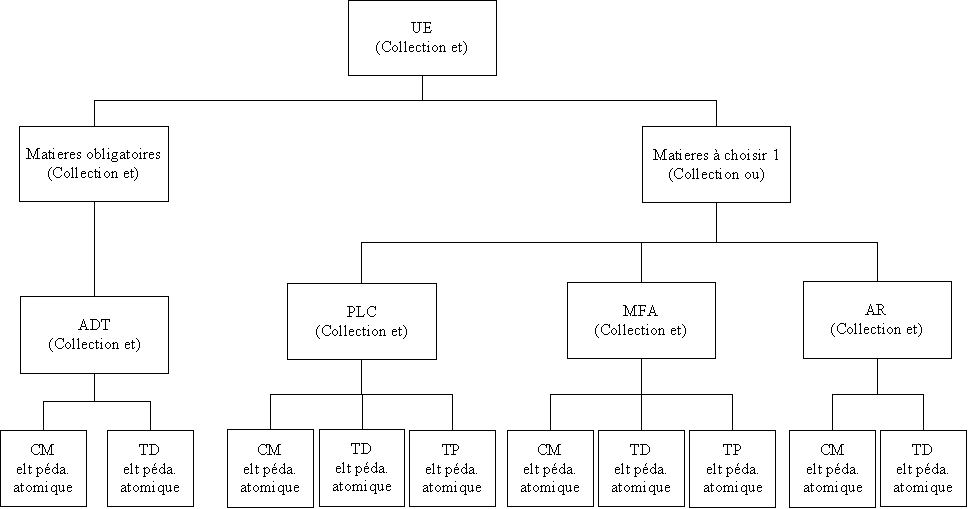 UE
(Collection et)
Matieres obligatoires
(Collection et)
Matieres à choisir 1
(Collection ou)
ADT
(Collection et)
PLC
(Collection et)
MFA
(Collection et)
AR
(Collection et)
CM
elt péda.
atomique
TD
elt péda.
atomique
CM
elt péda.
atomique
TD
elt péda.
atomique
TP
elt péda.
atomique
CM
elt péda.
atomique
TD
elt péda.
atomique
TP
elt péda.
atomique
CM
elt péda.
atomique
TD
elt péda.
atomique